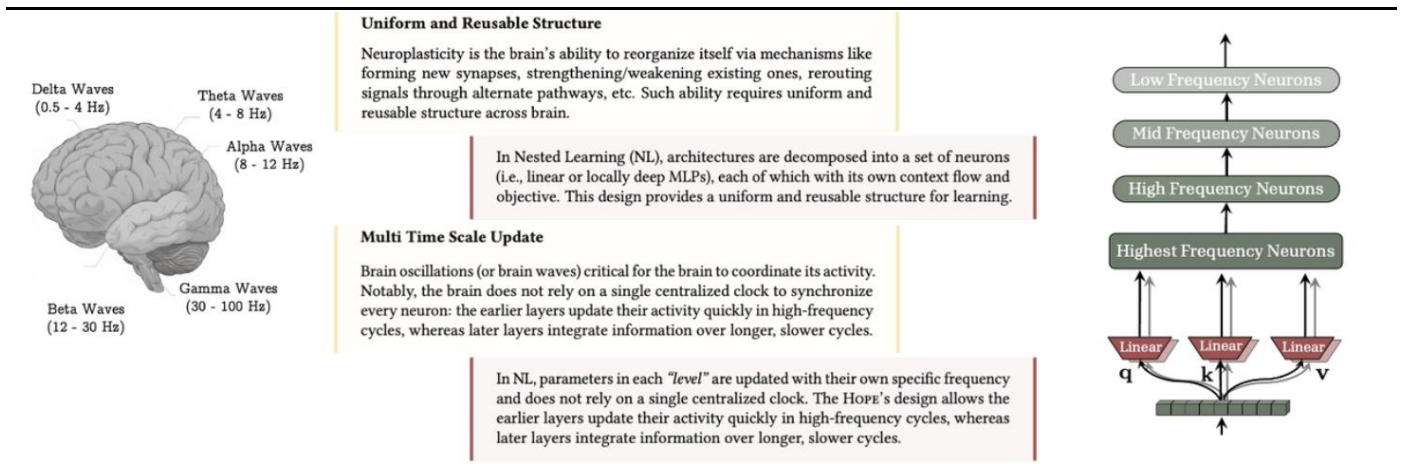 Delta Waves
(0.5 - 4 Hz)
Theta Waves
(4 - 8 Hz)
Alpha Waves
(8 - 12 Hz)
Gamma Waves
(30 - 100 Hz)
Beta Waves
(12 - 30 Hz)
Uniform and Reusable Structure
Neuroplasticity is the brain's ability to reorganize itself via mechanisms like
forming new synapses, strengthening/weakening existing ones, rerouting
signals through alternate pathways, etc. Such ability requires uniform and
reusable structure across brain.
In Nested Learning (NL), architectures are decomposed into a set of neurons
(i.e., linear or locally deep MLPs), each of which with its own context flow and
objective. This design provides a uniform and reusable structure for learning.
Multi Time Scale Update
Brain oscillations (or brain waves) critical for the brain to coordinate its activity.
Notably, the brain does not rely on a single centralized clock to synchronize
every neuron: the earlier layers update their activity quickly in high-frequency
cycles, whereas later layers integrate information over longer, slower cycles.
In NL, parameters in each "level" are updated with their own specific frequency
and does not rely on a single centralized clock. The HOPE's design allows the
earlier layers update their activity quickly in high-frequency cycles, whereas
later layers integrate information over longer, slower cycles.
Low Frequency Neurons
Mid Frequency Neurons
High Frequency Neurons
Highest Frequency Neurons
Linear Linear Linear
q k v